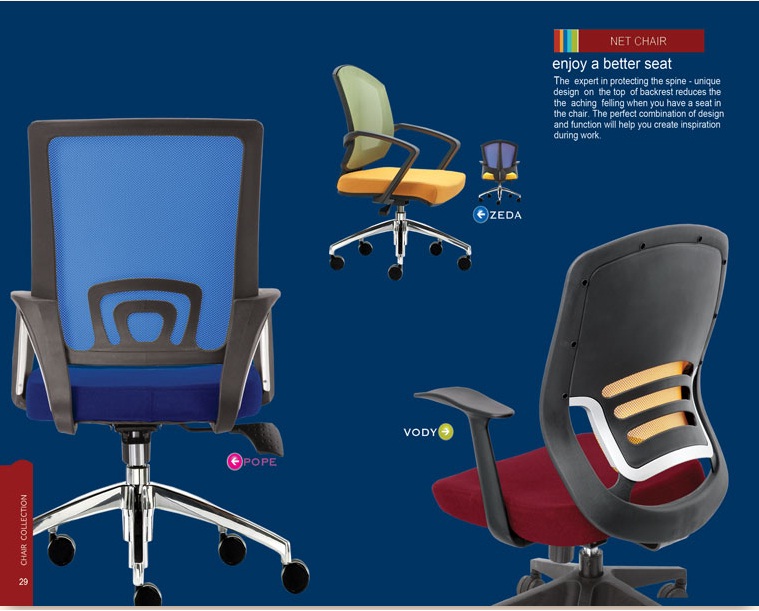 NET CHAIR
enjoy a better seat
The expert in protecting the spine - unique
design on the top of backrest reduces the
the aching felling when you have a seat in
the chair. The perfect combination of design
and function will help you create inspiration
during work.
ZEDA
VODY
POPE
CHAIR COLLECTION
29